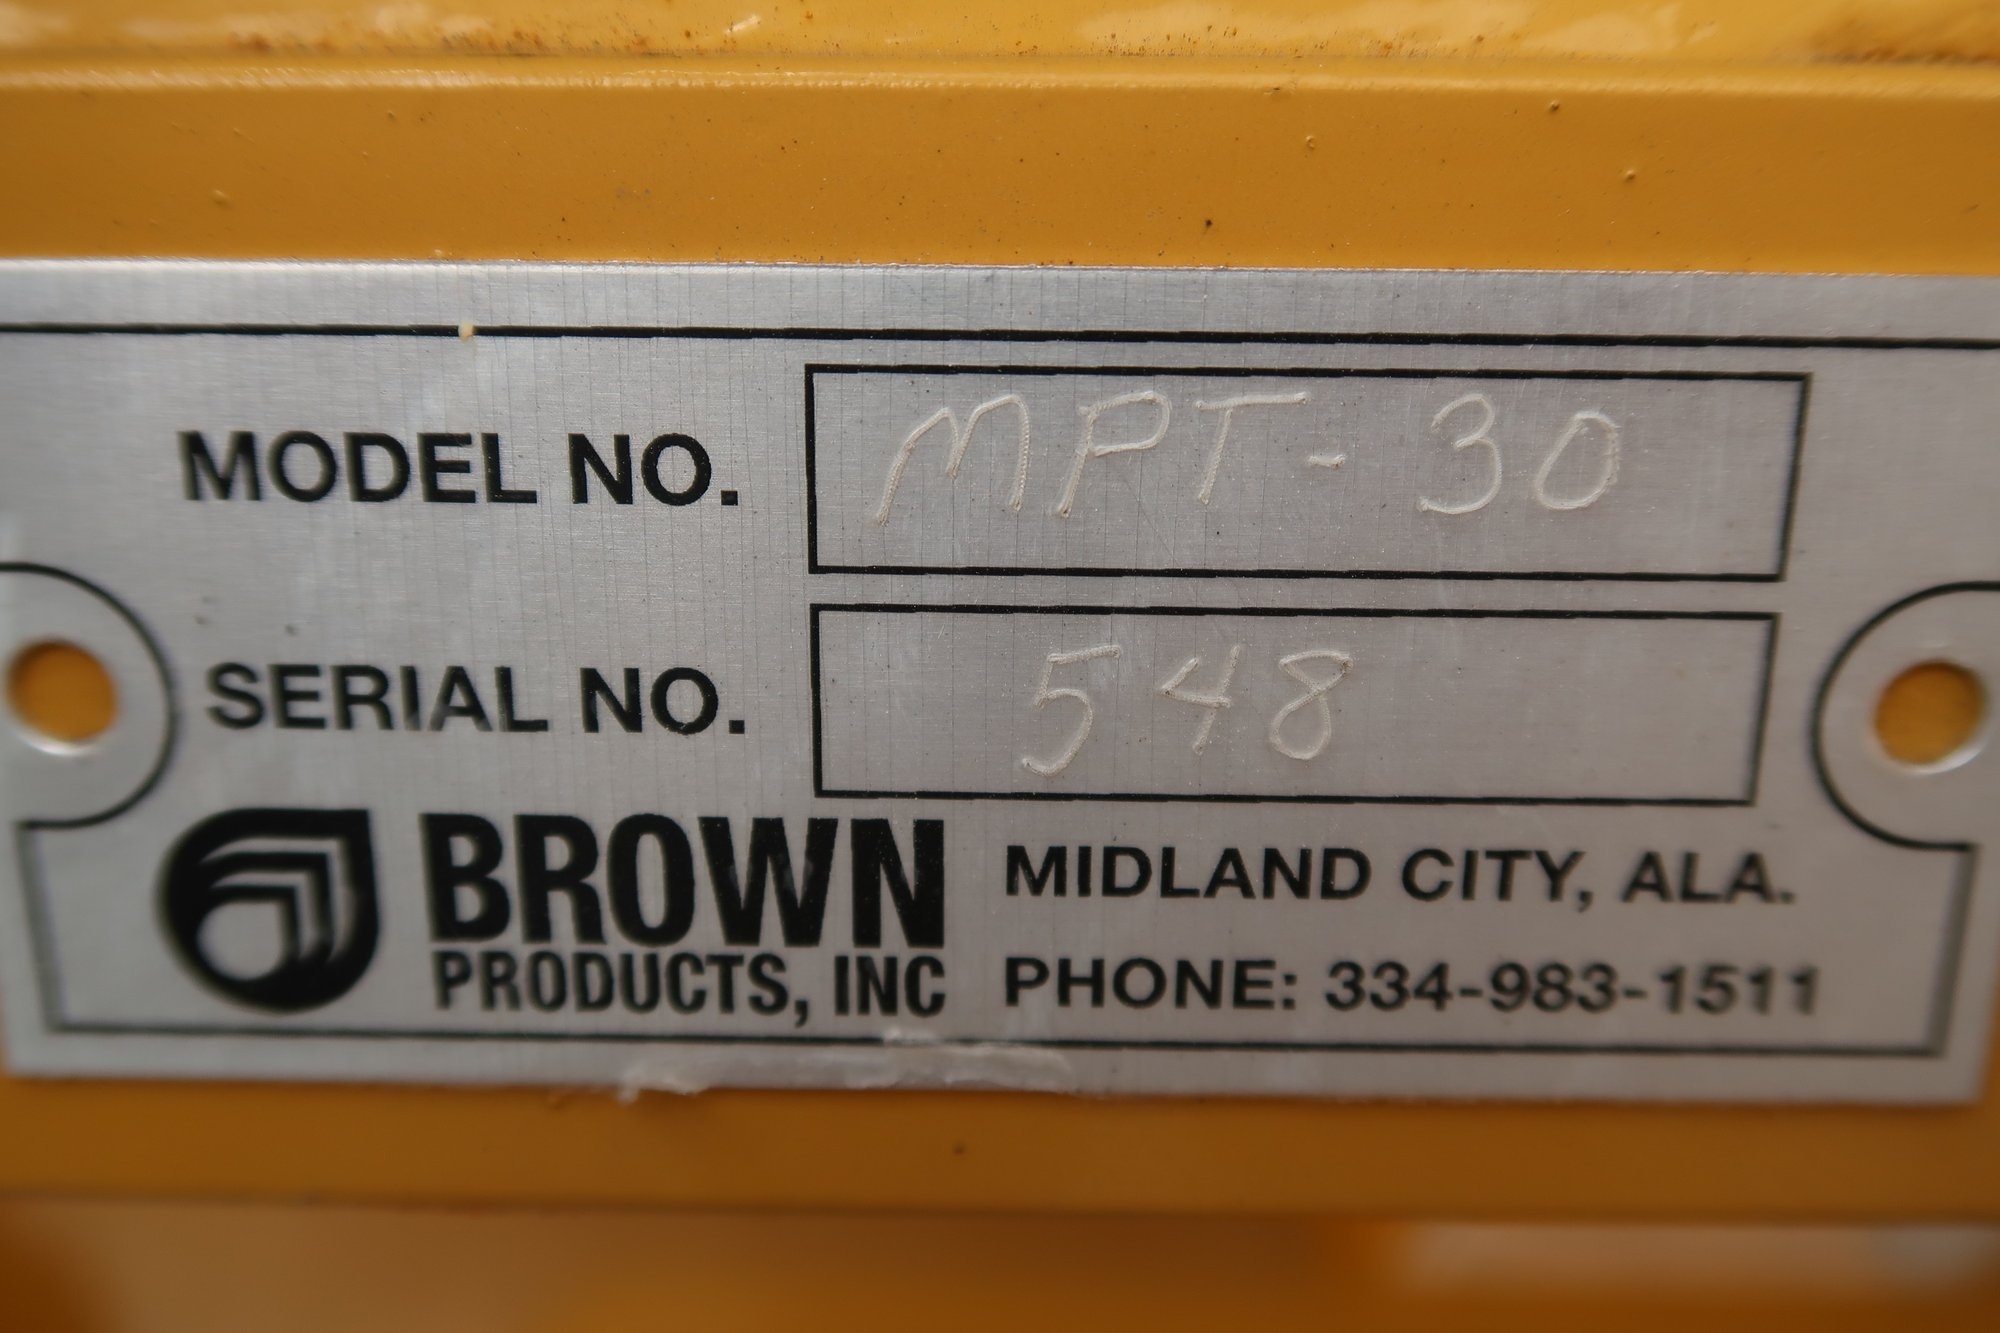 MODEL NO. MPT-30
SERIAL NO. 548
BROWN MIDLAND CITY, ALA.
PRODUCTS, INC PHONE: 334-983-1511